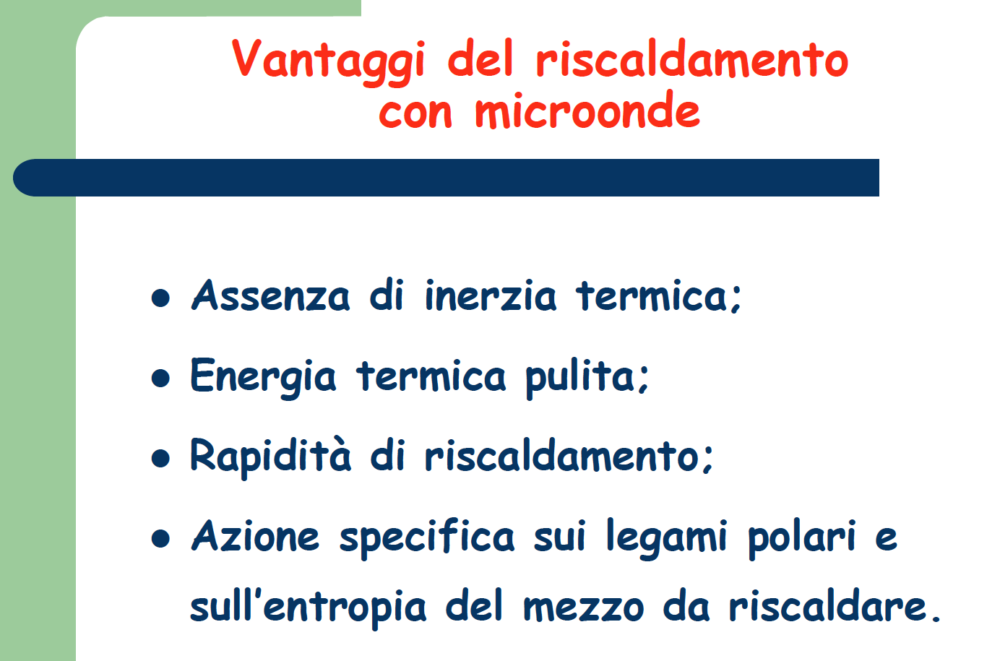 Vantaggi del riscaldamento
con microonde
● Assenza di inerzia termica;
● Energia termica pulita;
● Rapidità di riscaldamento;
● Azione specifica sui legami polari e
sull'entropia del mezzo da riscaldare.